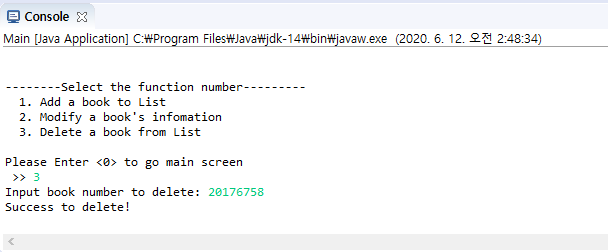 Console
Main [Java Application] C:₩Program Files₩Java₩jdk-14₩bin₩javaw.exe (2020. 6. 12. 오전 2:48:34)
--------Select the function number---------
1. Add a book to List
2. Modify a book's infomation
3. Delete a book from List
Please Enter <0> to go main screen
>> 3
Input book number to delete: 20176758
Success to delete!